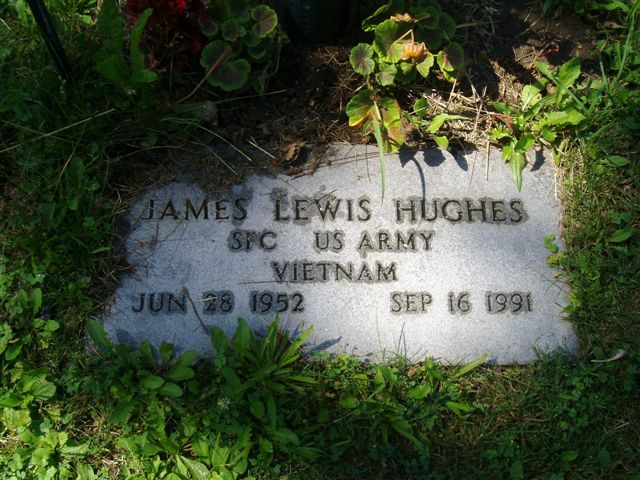 JAMES LEWIS HUGHES
SFC US ARMY
VIETNAM
JUN 28 1952 SEP 16 1991